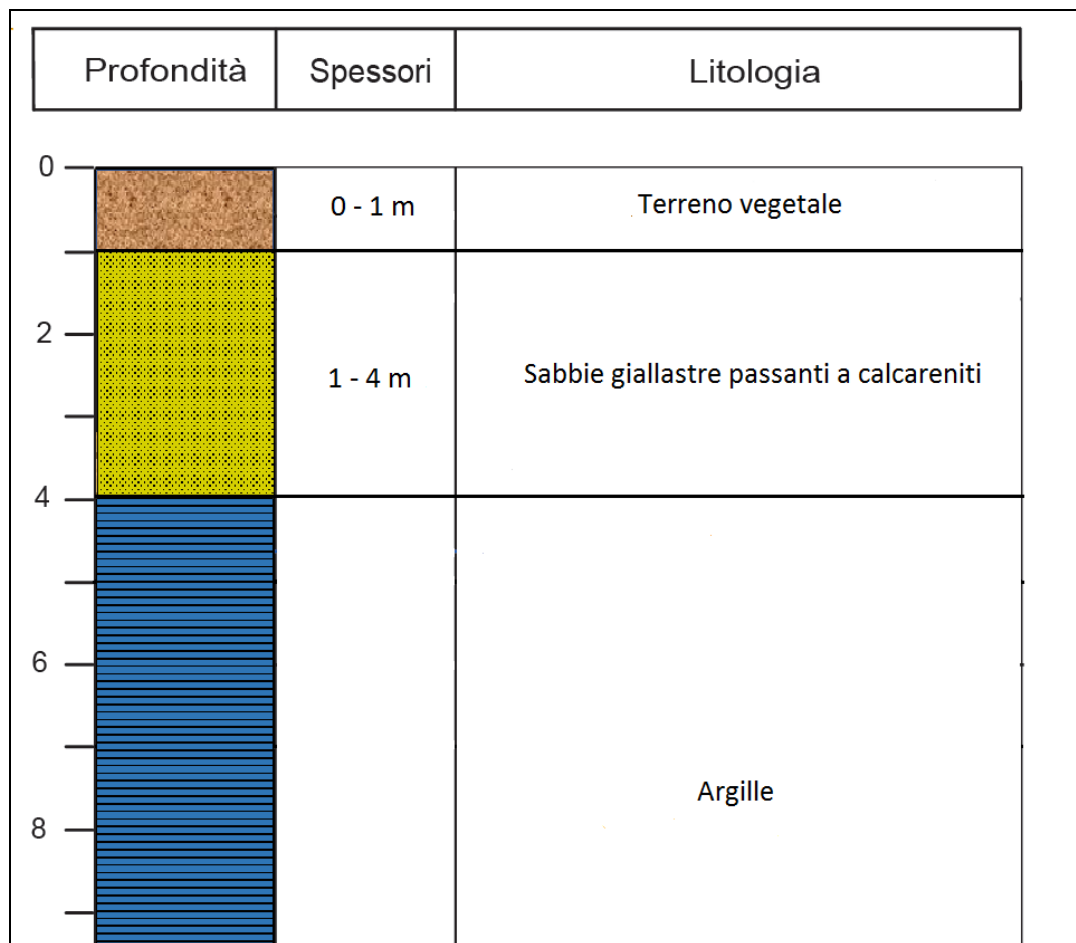 Profondità Spessori Litologia
0
0 - 1 m Terreno vegetale
2
1 - 4 m Sabbie giallastre passanti a calcareniti
4
6
Argille
8